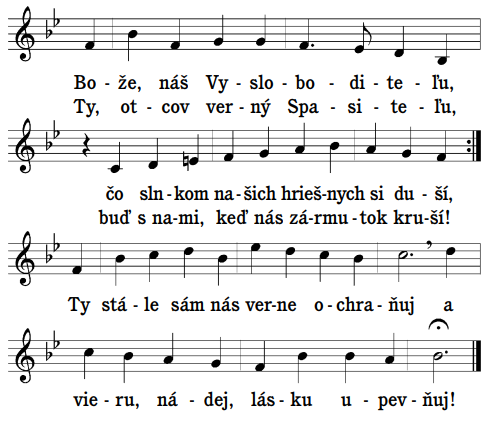 Bo - že, náš Vy - slo - bo - di - te - ľu,
Ty, ot - cov ver - ný Spa - si - te - ľu,
čo sln - kom na - šich hrieš - nych si du - ší,
buď s na - mi, keď nás zár - mu - tok kru - ší!
Ty stá - le sám nás ver - ne o - chra - ňuj a
vie - ru, ná - dej, lás - ku u - pev - ňuj!